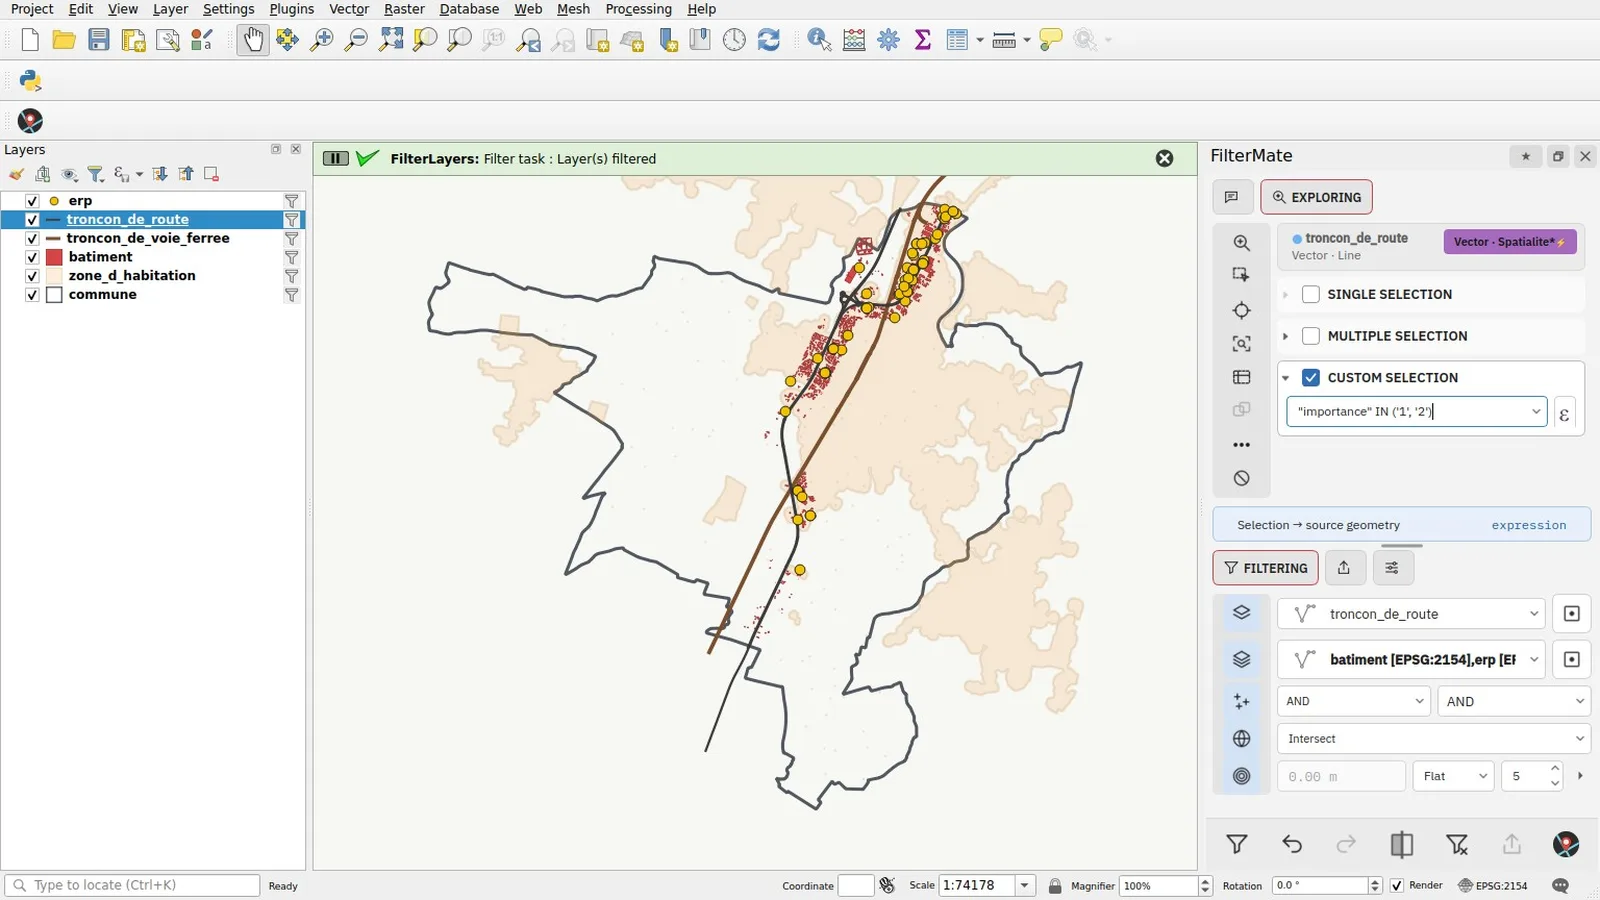 Project Edit View Layer Settings Plugins Vector Raster Database Web Mesh Processing Help
Layers
erp
troncon_de_route
troncon_de_voie_ferree
batiment
zone_d_habitation
commune
FilterLayers: Filter task : Layer(s) filtered
FilterMate
EXPLORING
troncon_de_route
Vector · Line
Vector · Spatialite*⚡
SINGLE SELECTION
MULTIPLE SELECTION
CUSTOM SELECTION
"importance" IN ('1', '2')
ε
Selection → source geometry expression
FILTERING
troncon_de_route
batiment [EPSG:2154],erp [EF
AND AND
Intersect
0.00 m Flat 5
Type to locate (Ctrl+K) Ready Coordinate Scale 1:74178 Magnifier 100% Rotation 0.0 ° Render EPSG:2154